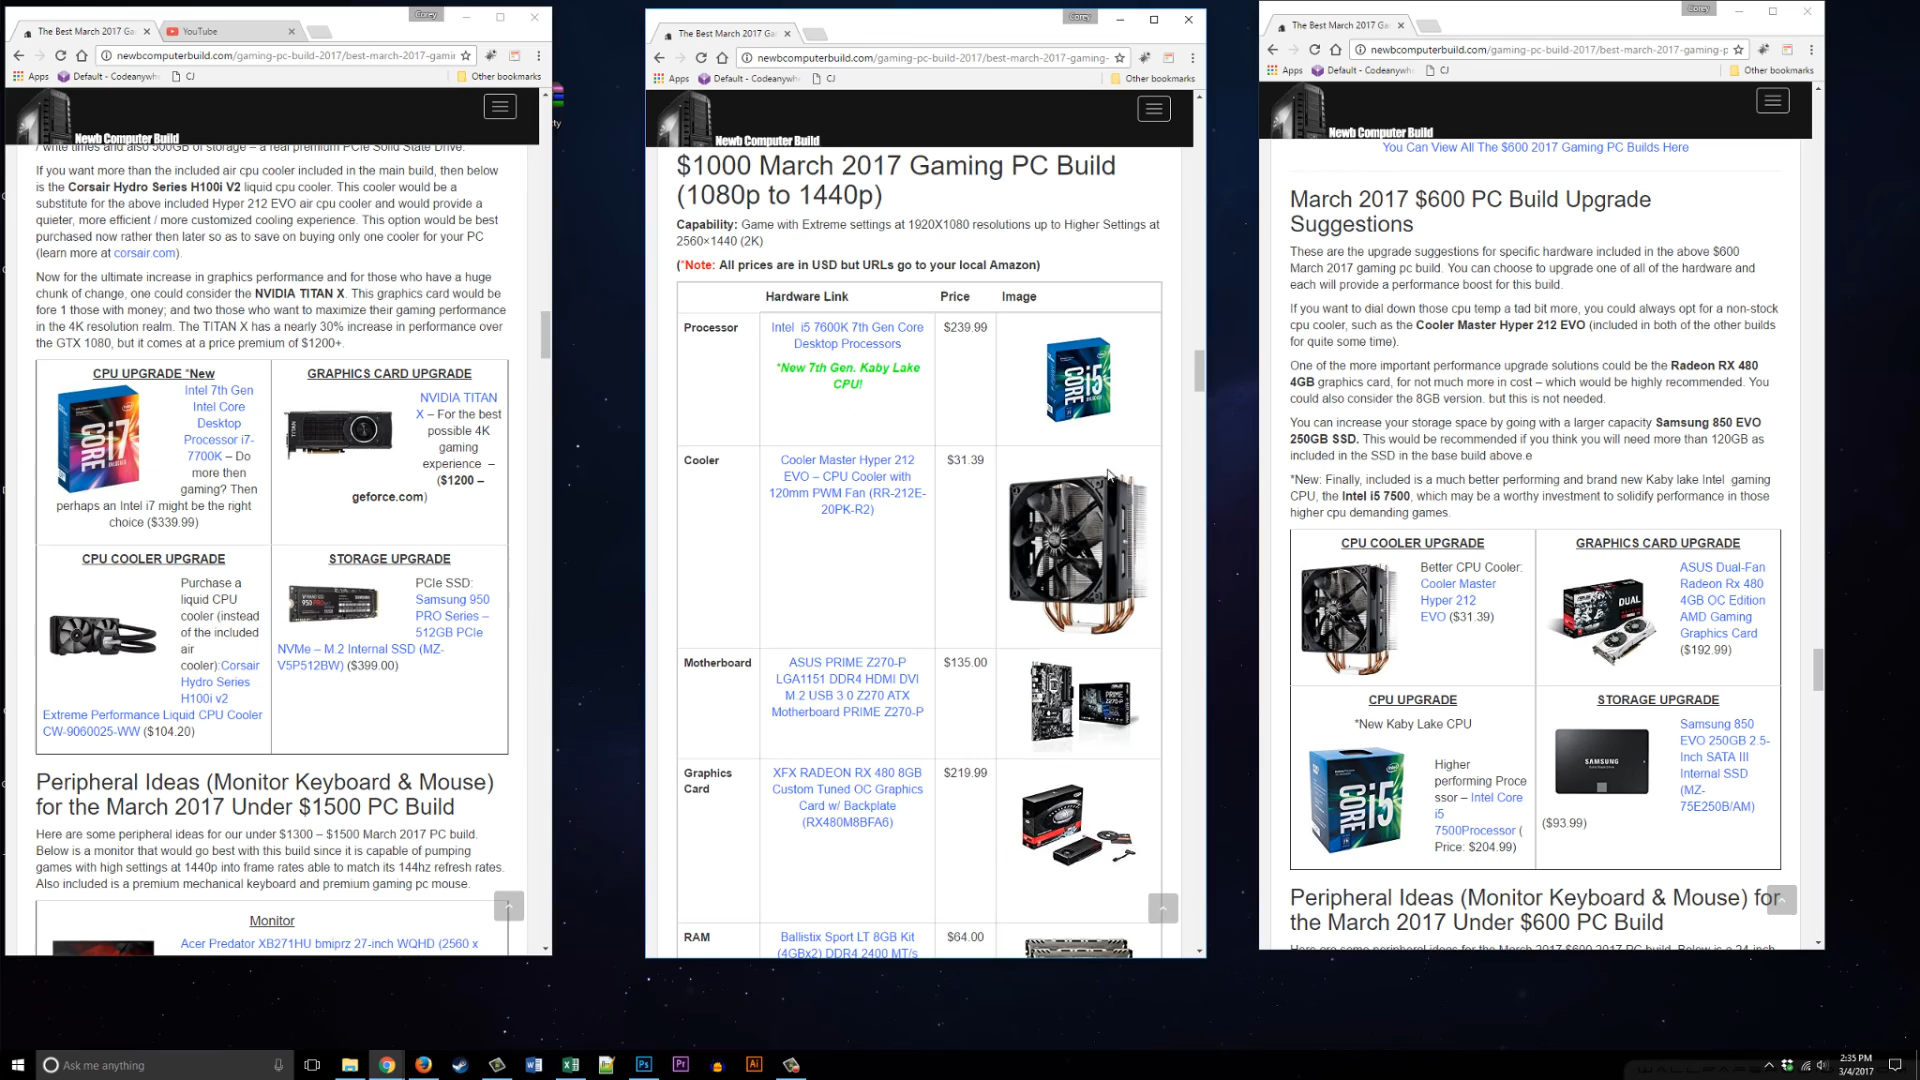 Corey
The Best March 2017 Ga
YouTube
newbcomputerbuild.com/gaming-pc-build-2017/best-march-2017-gamin
Apps
Default - Codeanywh
CJ
Other bookmarks
Newb Computer Build
/ write times and also 500GB of storage – a real premium PCIe Solid State Drive.
If you want more than the included air cpu cooler included in the main build, then below
is the Corsair Hydro Series H100i V2 liquid cpu cooler. This cooler would be a
substitute for the above included Hyper 212 EVO air cpu cooler and would provide a
quieter, more efficient / more customized cooling experience. This option would be best
purchased now rather then later so as to save on buying only one cooler for your PC
(learn more at corsair.com).
Now for the ultimate increase in graphics performance and for those who have a huge
chunk of change, one could consider the NVIDIA TITAN X. This graphics card would be
fore 1 those with money; and two those who want to maximize their gaming performance
in the 4K resolution realm. The TITAN X has a nearly 30% increase in performance over
the GTX 1080, but it comes at a price premium of $1200+.
CPU UPGRADE *New
Intel 7th Gen
Intel Core
Desktop
Processor i7-
7700K – Do
more then
gaming? Then
perhaps an Intel i7 might be the right
choice ($339.99)
GRAPHICS CARD UPGRADE
NVIDIA TITAN
X – For the best
possible 4K
gaming
experience –
($1200 –
geforce.com)
CPU COOLER UPGRADE
Purchase a
liquid CPU
cooler (instead
of the included
air
cooler):Corsair
Hydro Series
H100i v2
Extreme Performance Liquid CPU Cooler
CW-9060025-WW ($104.20)
STORAGE UPGRADE
PCIe SSD:
Samsung 950
PRO Series –
512GB PCIe
NVMe – M.2 Internal SSD (MZ-
V5P512BW) ($399.00)
Peripheral Ideas (Monitor Keyboard & Mouse)
for the March 2017 Under $1500 PC Build
Here are some peripheral ideas for our under $1300 – $1500 March 2017 PC build.
Below is a monitor that would go best with this build since it is capable of pumping
games with high settings at 1440p into frame rates able to match its 144hz refresh rates.
Also included is a premium mechanical keyboard and premium gaming pc mouse.
Monitor
Acer Predator XB271HU bmiprz 27-inch WQHD (2560 x
Corey
The Best March 2017 Ga
newbcomputerbuild.com/gaming-pc-build-2017/best-march-2017-gaming-
Apps
Default - Codeanywh
CJ
Other bookmarks
Newb Computer Build
$1000 March 2017 Gaming PC Build
(1080p to 1440p)
Capability: Game with Extreme settings at 1920X1080 resolutions up to Higher Settings at
2560×1440 (2K)
(*Note: All prices are in USD but URLs go to your local Amazon)
Hardware Link Price Image
Processor
Intel i5 7600K 7th Gen Core
Desktop Processors
*New 7th Gen. Kaby Lake
CPU!
$239.99
CORE i5
Cooler
Cooler Master Hyper 212
EVO – CPU Cooler with
120mm PWM Fan (RR-212E-
20PK-R2)
$31.39
Motherboard
ASUS PRIME Z270-P
LGA1151 DDR4 HDMI DVI
M.2 USB 3.0 Z270 ATX
Motherboard PRIME Z270-P
$135.00
Graphics
Card
XFX RADEON RX 480 8GB
Custom Tuned OC Graphics
Card w/ Backplate
(RX480M8BFA6)
$219.99
RAM
Ballistix Sport LT 8GB Kit
(4GBx2) DDR4 2400 MT/s
$64.00
Corey
The Best March 2017 Ga
newbcomputerbuild.com/gaming-pc-build-2017/best-march-2017-gaming-p
Apps
Default - Codeanywh
CJ
Other bookmarks
Newb Computer Build
You Can View All The $600 2017 Gaming PC Builds Here
March 2017 $600 PC Build Upgrade
Suggestions
These are the upgrade suggestions for specific hardware included in the above $600
March 2017 gaming pc build. You can choose to upgrade one of all of the hardware and
each will provide a performance boost for this build.
If you want to dial down those cpu temp a tad bit more, you could always opt for a non-stock
cpu cooler, such as the Cooler Master Hyper 212 EVO (included in both of the other builds
for quite some time).
One of the more important performance upgrade solutions could be the Radeon RX 480
4GB graphics card, for not much more in cost – which would be highly recommended. You
could also consider the 8GB version. but this is not needed.
You can increase your storage space by going with a larger capacity Samsung 850 EVO
250GB SSD. This would be recommended if you think you will need more than 120GB as
included in the SSD in the base build above.e
*New: Finally, included is a much better performing and brand new Kaby lake Intel gaming
CPU, the Intel i5 7500, which may be a worthy investment to solidify performance in those
higher cpu demanding games.
CPU COOLER UPGRADE
Better CPU Cooler:
Cooler Master
Hyper 212
EVO ($31.39)
GRAPHICS CARD UPGRADE
DUAL
ASUS Dual-Fan
Radeon Rx 480
4GB OC Edition
AMD Gaming
Graphics Card
($192.99)
CPU UPGRADE
*New Kaby Lake CPU
CORE i5
Higher
performing Proce
ssor – Intel Core
i5
7500Processor (
Price: $204.99)
STORAGE UPGRADE
SAMSUNG
Samsung 850
EVO 250GB 2.5-
Inch SATA III
Internal SSD
(MZ-
75E250B/AM)
($93.99)
Peripheral Ideas (Monitor Keyboard & Mouse) for
the March 2017 Under $600 PC Build
Ask me anything
2:35 PM
3/4/2017